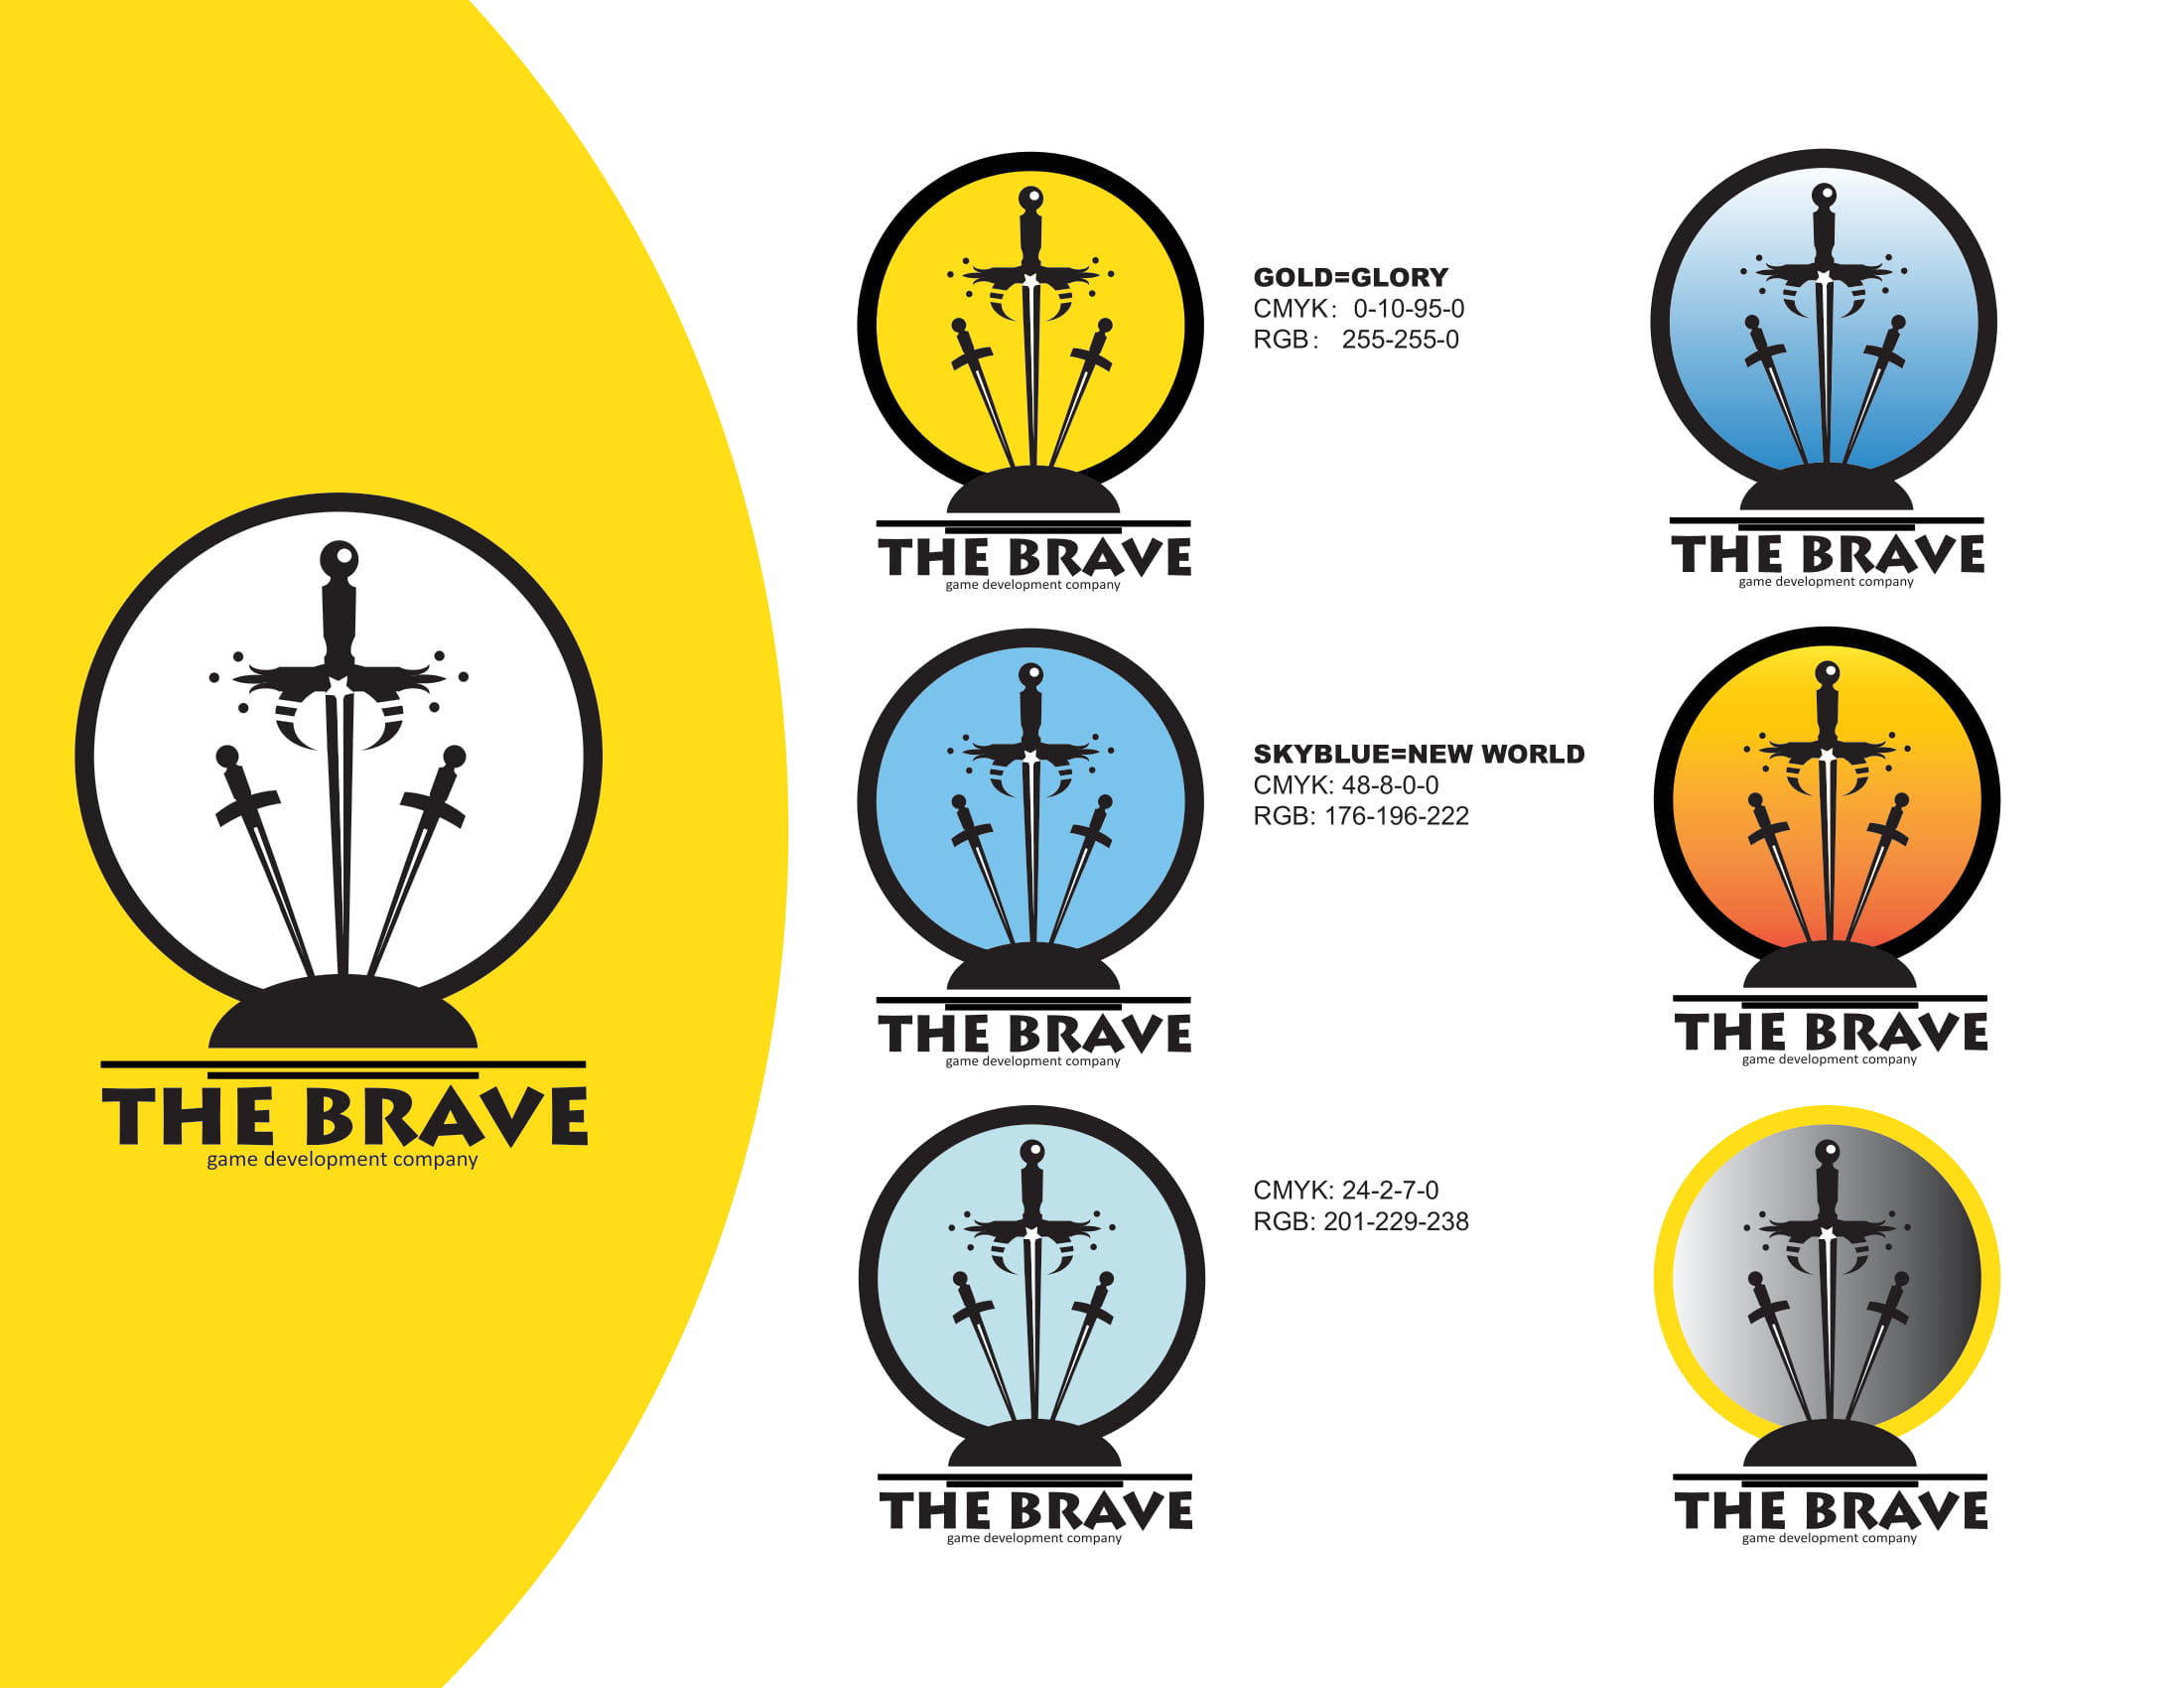 THE BRAVE
game development company
THE BRAVE
game development company
GOLD=GLORY
CMYK: 0-10-95-0
RGB: 255-255-0
THE BRAVE
game development company
THE BRAVE
game development company
SKYBLUE=NEW WORLD
CMYK: 48-8-0-0
RGB: 176-196-222
THE BRAVE
game development company
THE BRAVE
game development company
CMYK: 24-2-7-0
RGB: 201-229-238
THE BRAVE
game development company